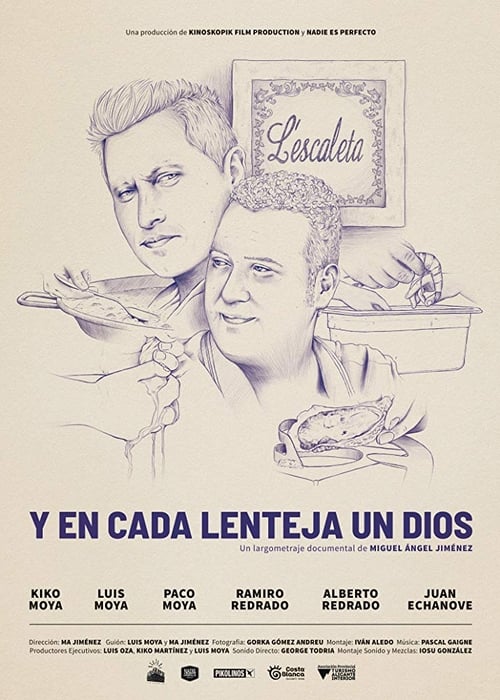 Una producción de KINOSKOPIK FILM PRODUCTION y NADIE ES PERFECTO
L'escaleta
Y EN CADA LENTEJA UN DIOS
Un largometraje documental de MIGUEL ÁNGEL JIMÉNEZ
KIKO MOYA
LUIS MOYA
PACO MOYA
RAMIRO REDRADO
ALBERTO REDRADO
JUAN ECHANOVE
Dirección: MA JIMÉNEZ Guión: LUIS MOYA y MA JIMÉNEZ Fotografía: GORKA GÓMEZ ANDREU Montaje: IVÁN ALEDO Música: PASCAL GAIGNE
Productores Ejecutivos: LUIS OZA, KIKO MARTÍNEZ y LUIS MOYA Sonido Directo: GEORGE TODRIA Montaje Sonido y Mezclas: IOSU GONZÁLEZ
PIKOLINOS
Costa Blanca
TURISMO
ALICANTE
INTERIOR